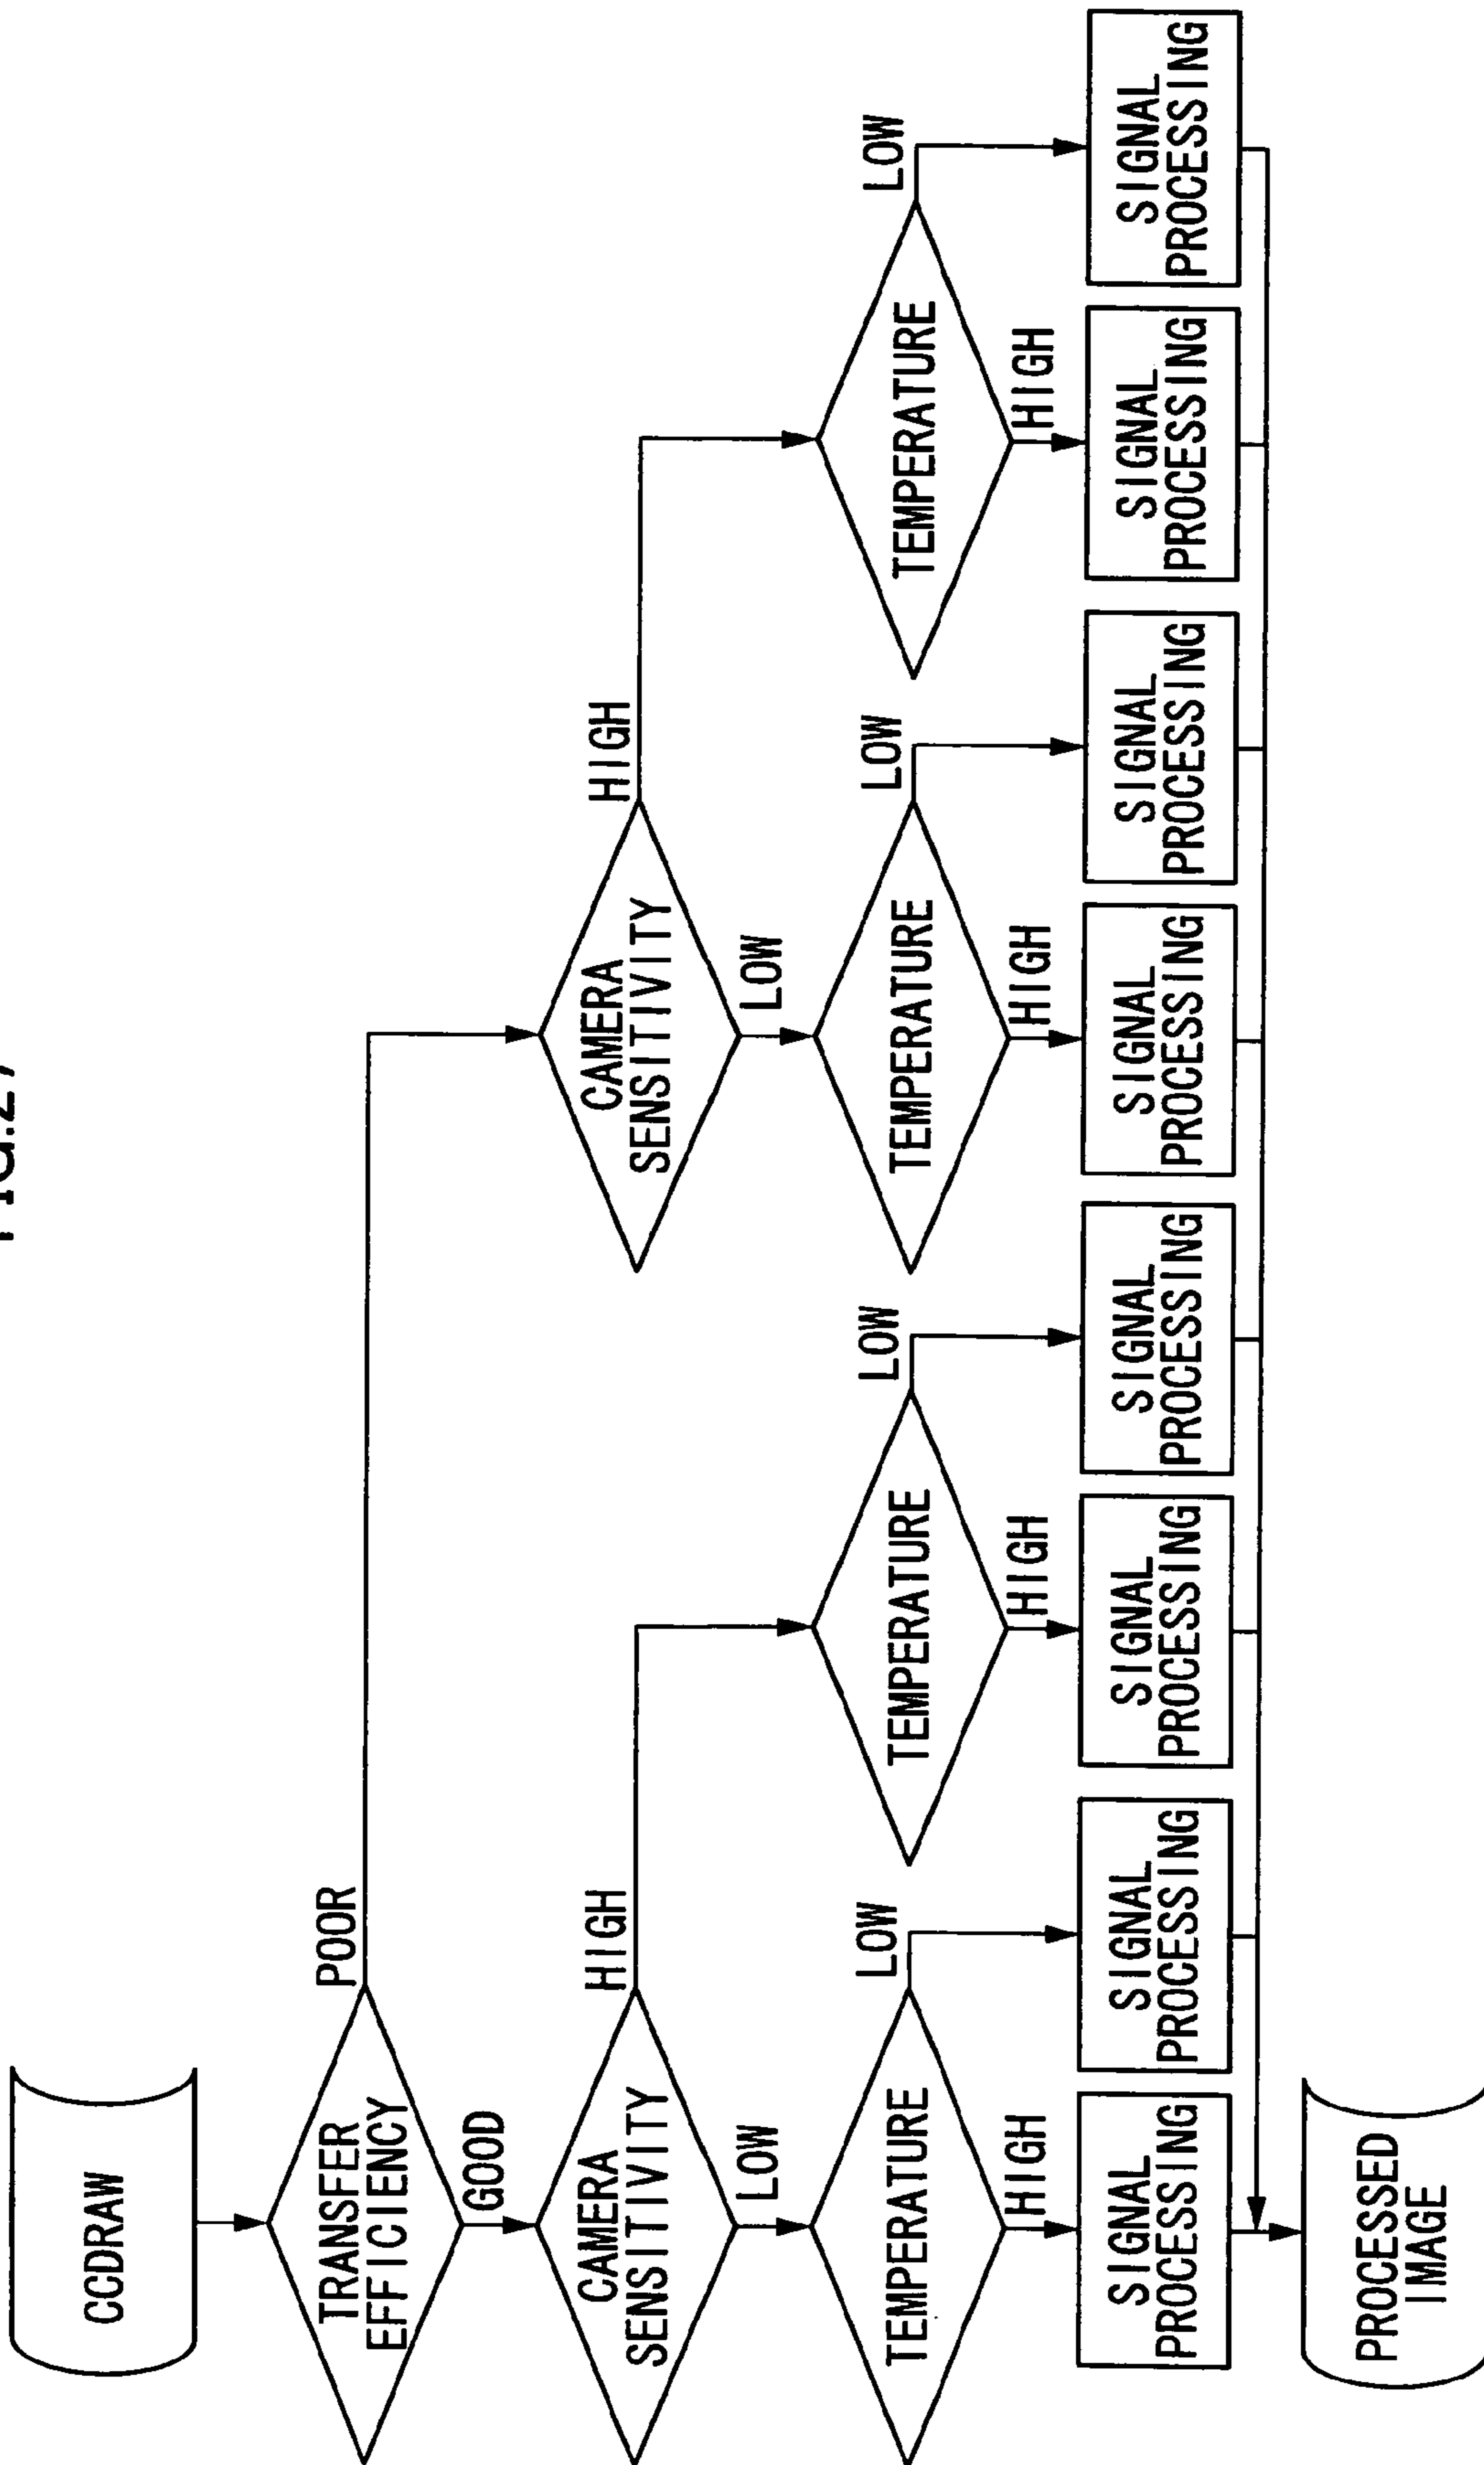 FIG.27
CCDRAW
TRANSFER
EFFICIENCY
POOR
GOOD
CAMERA
SENSITIVITY
HIGH
LOW
CAMERA
SENSITIVITY
HIGH
LOW
TEMPERATURE
LOW
HIGH
TEMPERATURE
LOW
HIGH
TEMPERATURE
LOW
HIGH
TEMPERATURE
LOW
HIGH
SIGNAL
PROCESSING
SIGNAL
PROCESSING
SIGNAL
PROCESSING
SIGNAL
PROCESSING
SIGNAL
PROCESSING
SIGNAL
PROCESSING
SIGNAL
PROCESSING
SIGNAL
PROCESSING
PROCESSED
IMAGE